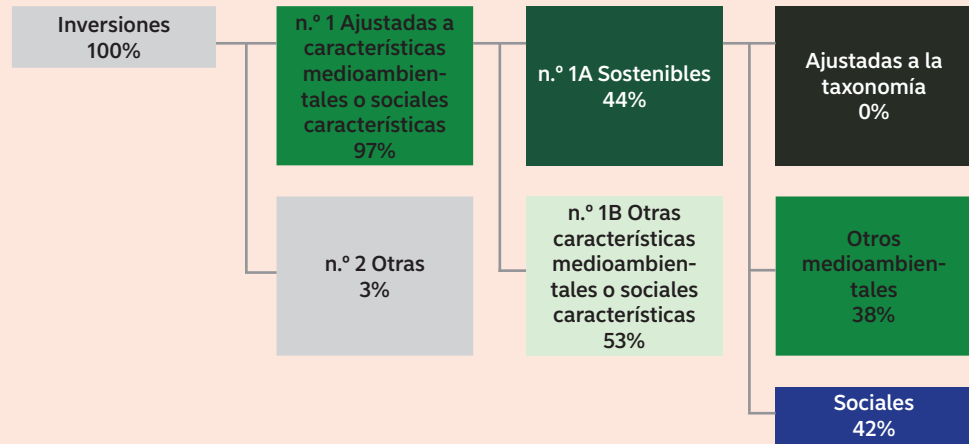 Inversiones
100%
n.º 1 Ajustadas a
características
medioambien-
tales o sociales
características
97%
n.º 2 Otras
3%
n.º 1A Sostenibles
44%
n.º 1B Otras
características
medioambien-
tales o sociales
características
53%
Ajustadas a la
taxonomía
0%
Otros
medioambien-
tales
38%
Sociales
42%